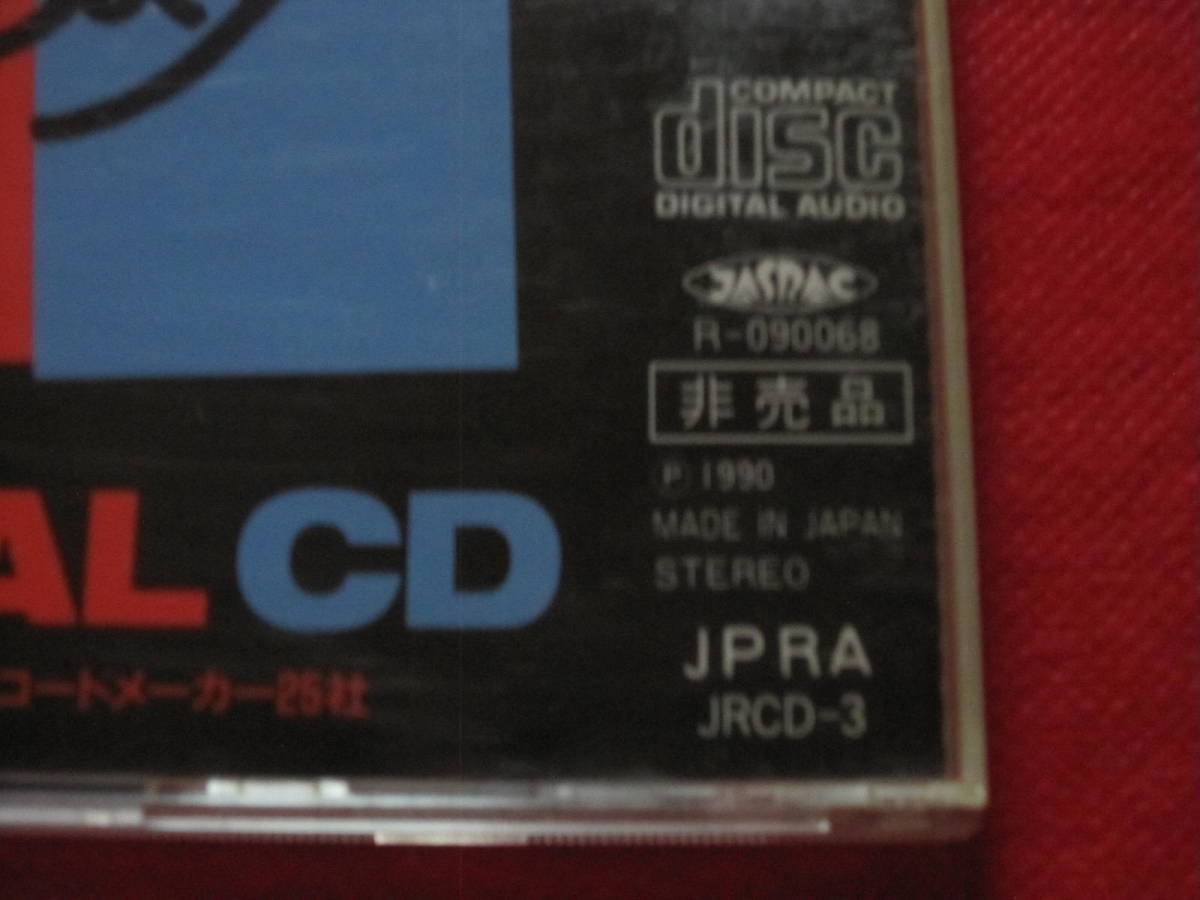 COMPACT
disc
DIGITAL AUDIO
JASRAC
R-090068
非売品
Ⓟ 1990
MADE IN JAPAN
STEREO
JPRA
JRCD-3
AL CD
コードメーカー25社